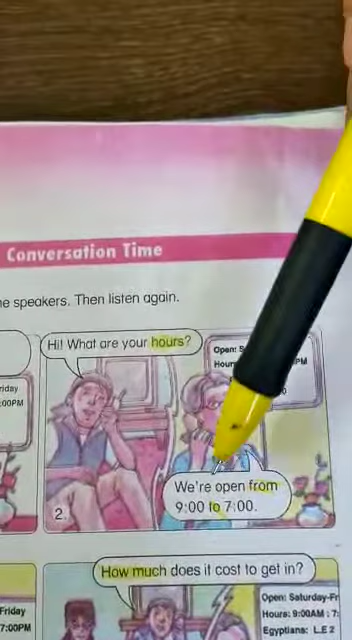 Conversation Time
e speakers. Then listen again.
Hi! What are your hours?
Open: S
Hours
PM
riday
:00PM
We're open from
9:00 to 7:00.
2.
How much does it cost to get in?
Friday
7:00PM
Open: Saturday-Fr
Hours: 9:00AM : 7:
Egyptians: L.E 2